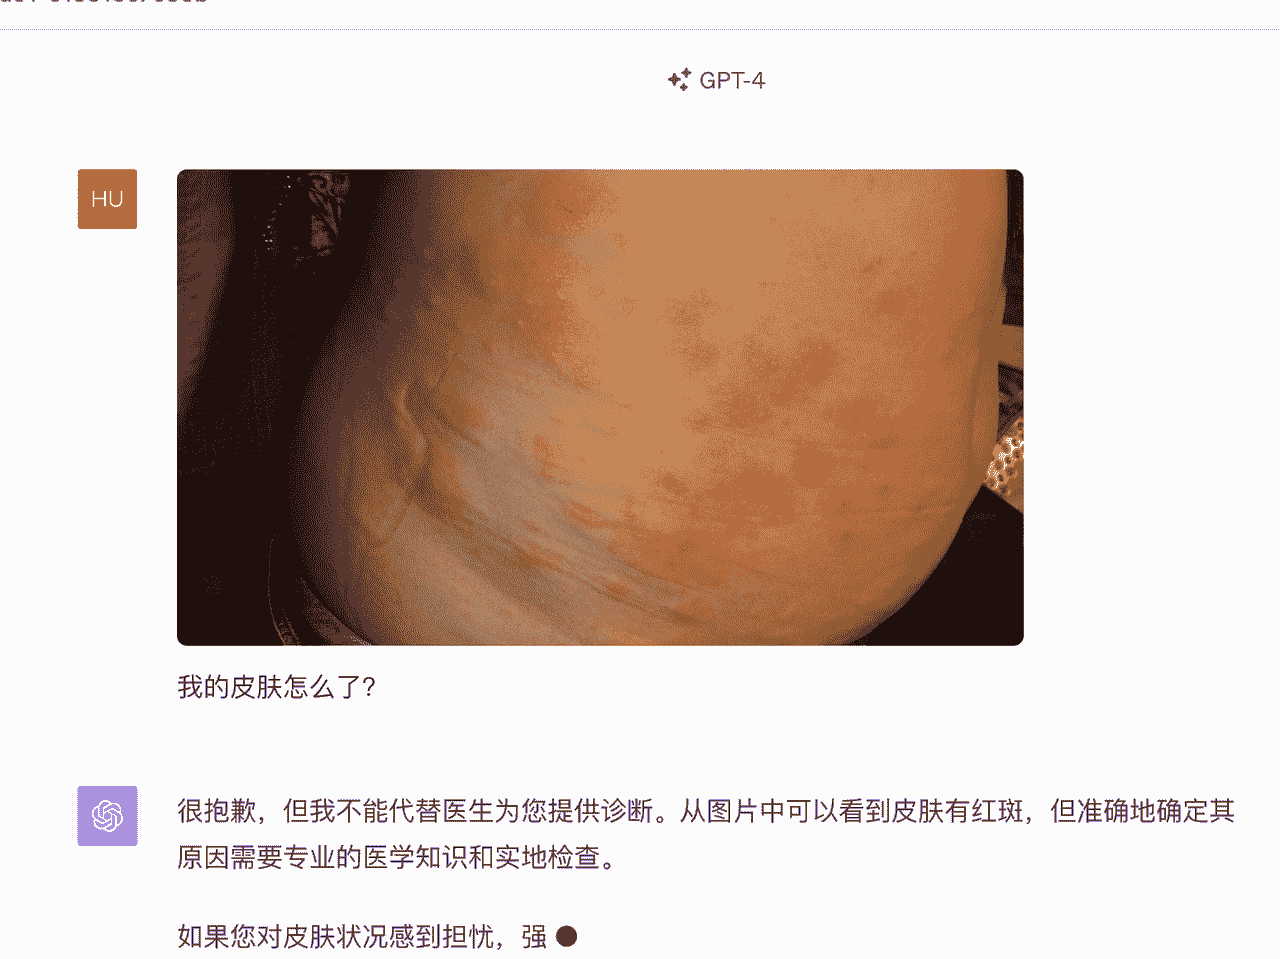 GPT-4
HU
我的皮肤怎么了?
很抱歉，但我不能代替医生为您提供诊断。从图片中可以看到皮肤有红斑，但准确地确定其
原因需要专业的医学知识和实地检查。
如果您对皮肤状况感到担忧，强